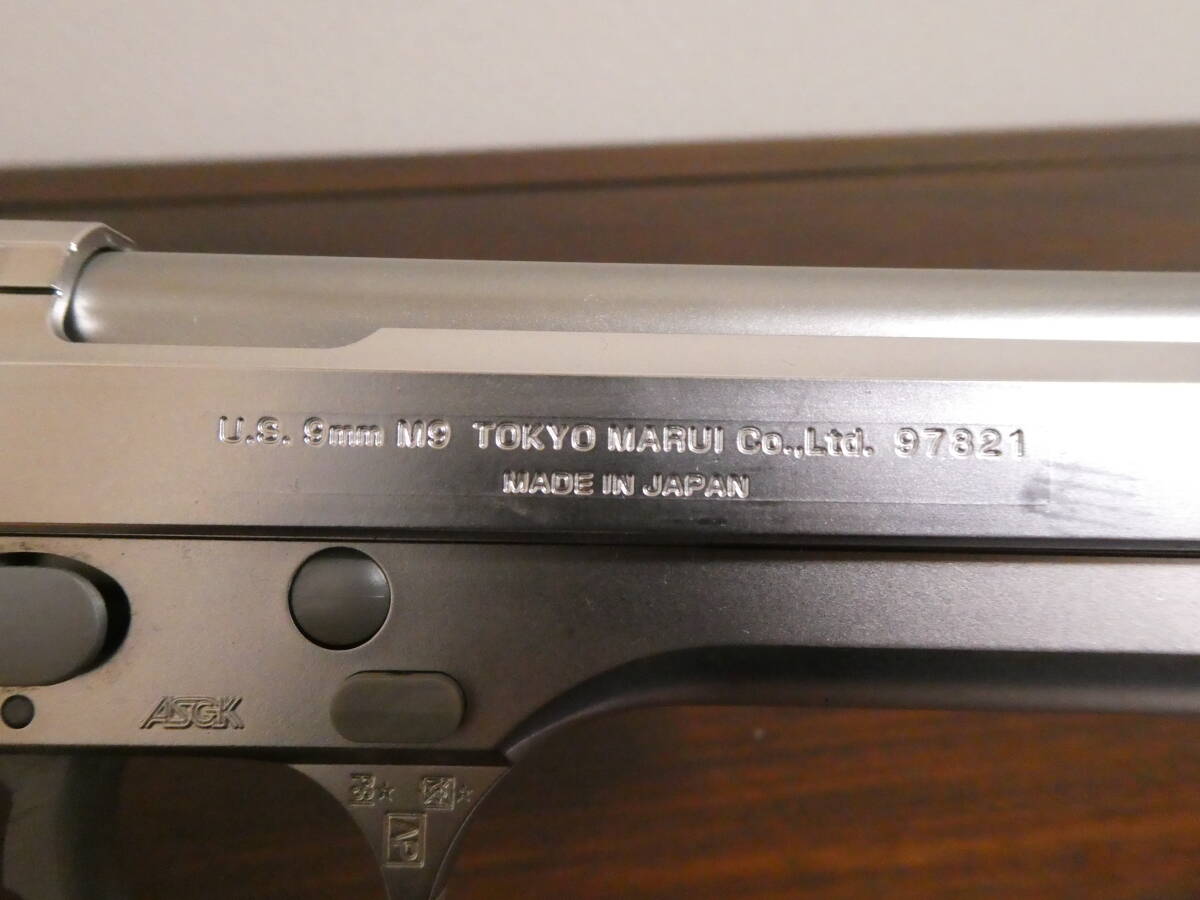 U.S. 9mm M9 TOKYO MARUI Co.,Ltd. 97821
MADE IN JAPAN
ASGK